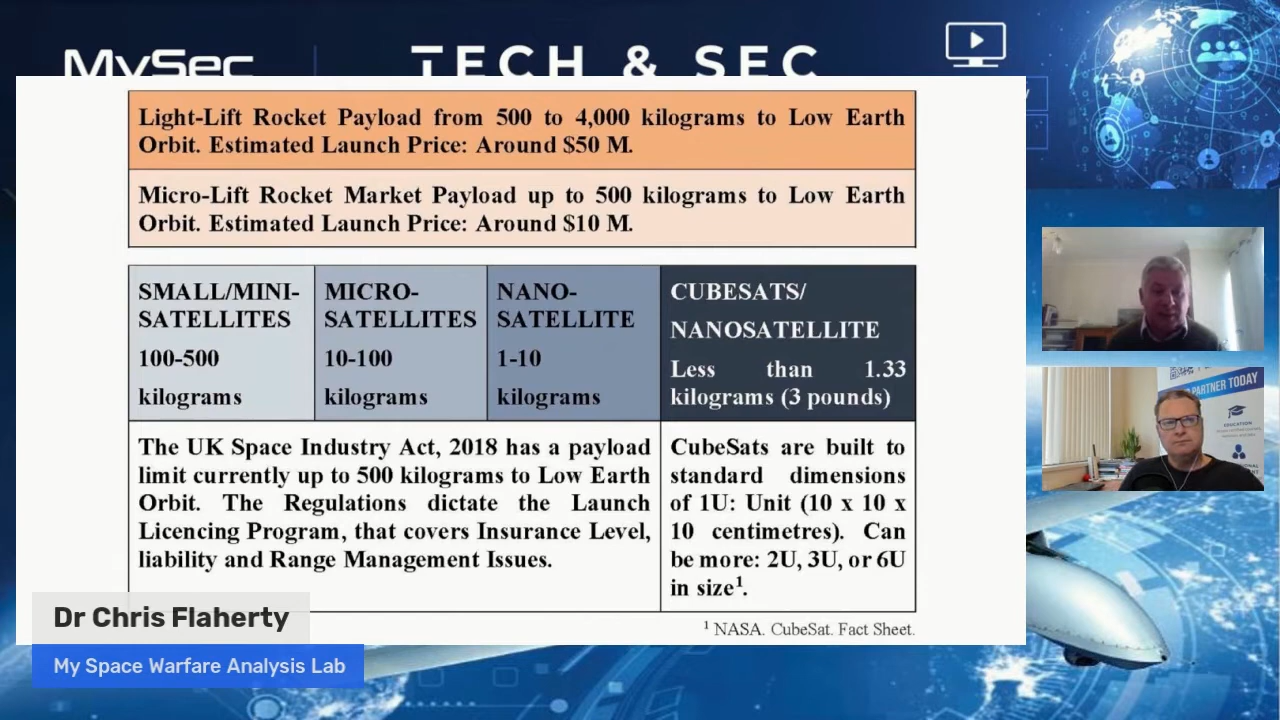 MySec
TECH & SEC
Light-Lift Rocket Payload from 500 to 4,000 kilograms to Low Earth
Orbit. Estimated Launch Price: Around $50 M.
Micro-Lift Rocket Market Payload up to 500 kilograms to Low Earth
Orbit. Estimated Launch Price: Around $10 M.
SMALL/MINI-
SATELLITES
100-500
kilograms
MICRO-
SATELLITES
10-100
kilograms
NANO-
SATELLITE
1-10
kilograms
CUBESATS/
NANOSATELLITE
Less than 1.33
kilograms (3 pounds)
The UK Space Industry Act, 2018 has a payload
limit currently up to 500 kilograms to Low Earth
Orbit. The Regulations dictate the Launch
Licencing Program, that covers Insurance Level,
liability and Range Management Issues.
CubeSats are built to
standard dimensions
of 1U: Unit (10 x 10 x
10 centimetres). Can
be more: 2U, 3U, or 6U
in size¹.
¹ NASA. CubeSat. Fact Sheet.
PARTNER TODAY
EDUCATION
Dr Chris Flaherty
My Space Warfare Analysis Lab